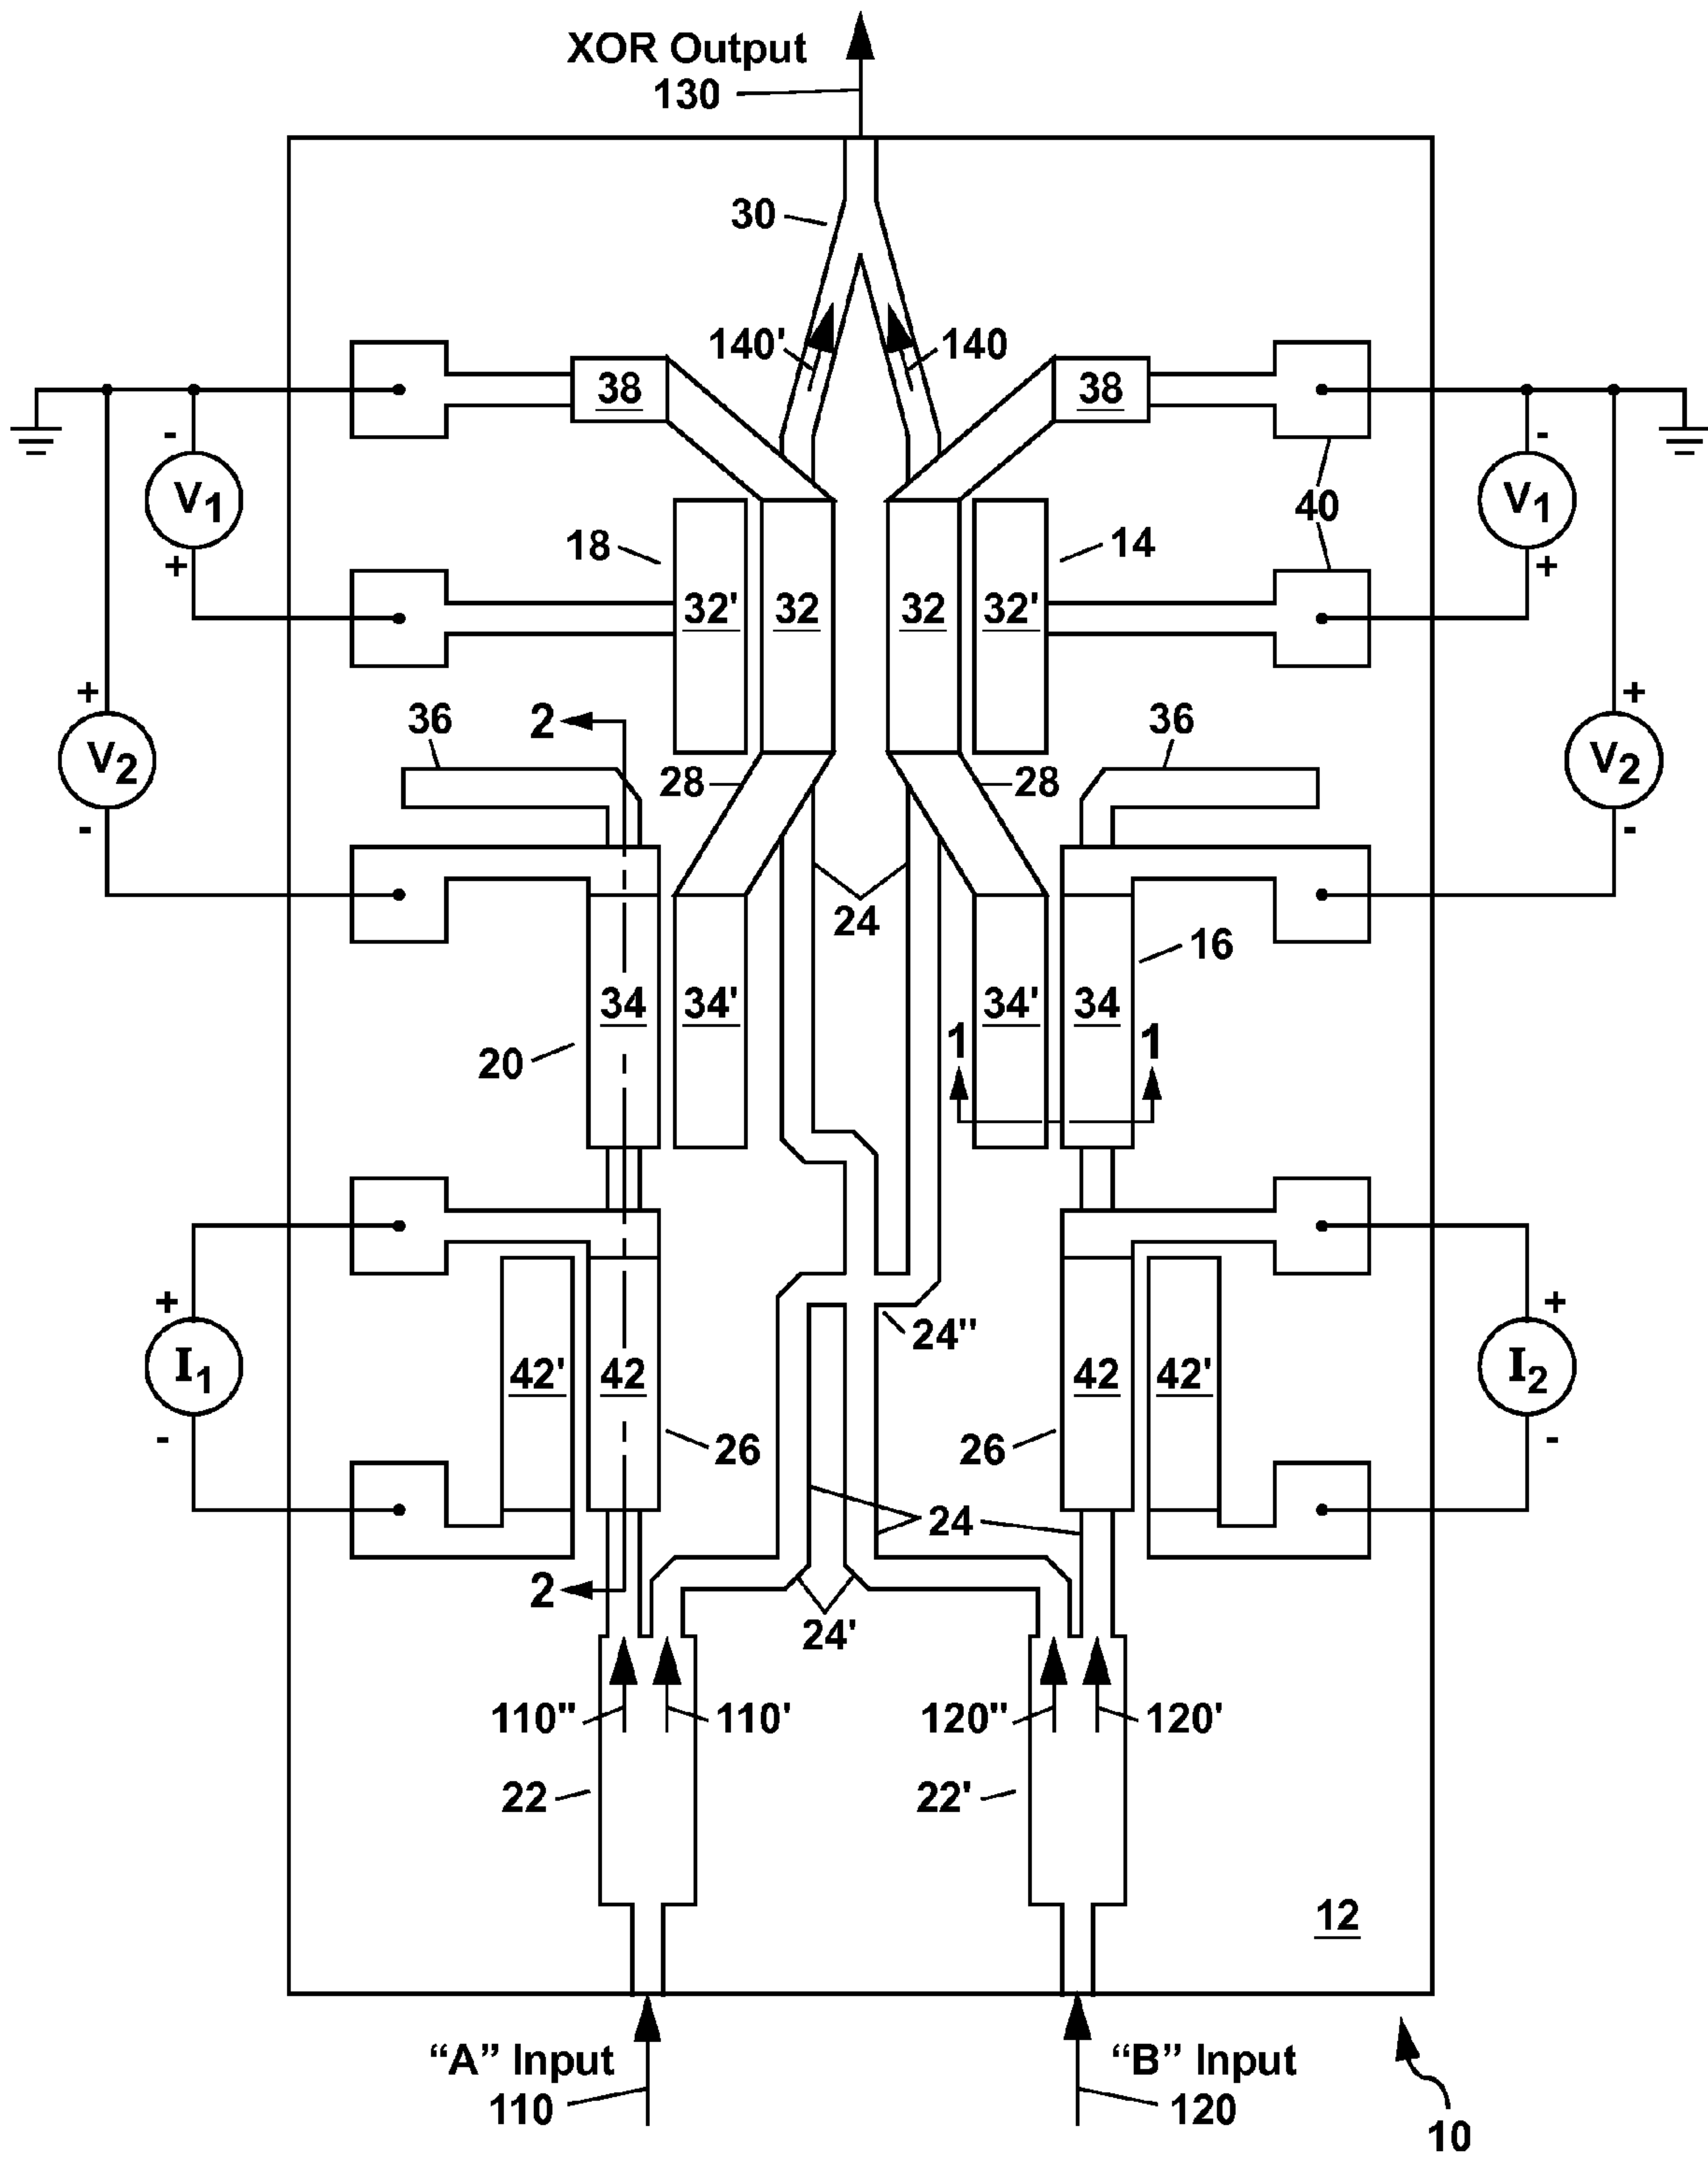 XOR Output
130
30
140' 140
38 38
- -
V1 V1
40
+ +
18 14
32' 32 32 32'
+ +
36 2 36
V2 V2
28 28
- -
24
16
34 34' 34' 34
1 1
20
+ +
24"
I1 42' 42 42 42' I2
- -
26 26
24
2
24'
110" 110' 120" 120'
22 22'
12
“A” Input “B” Input
110 120
10